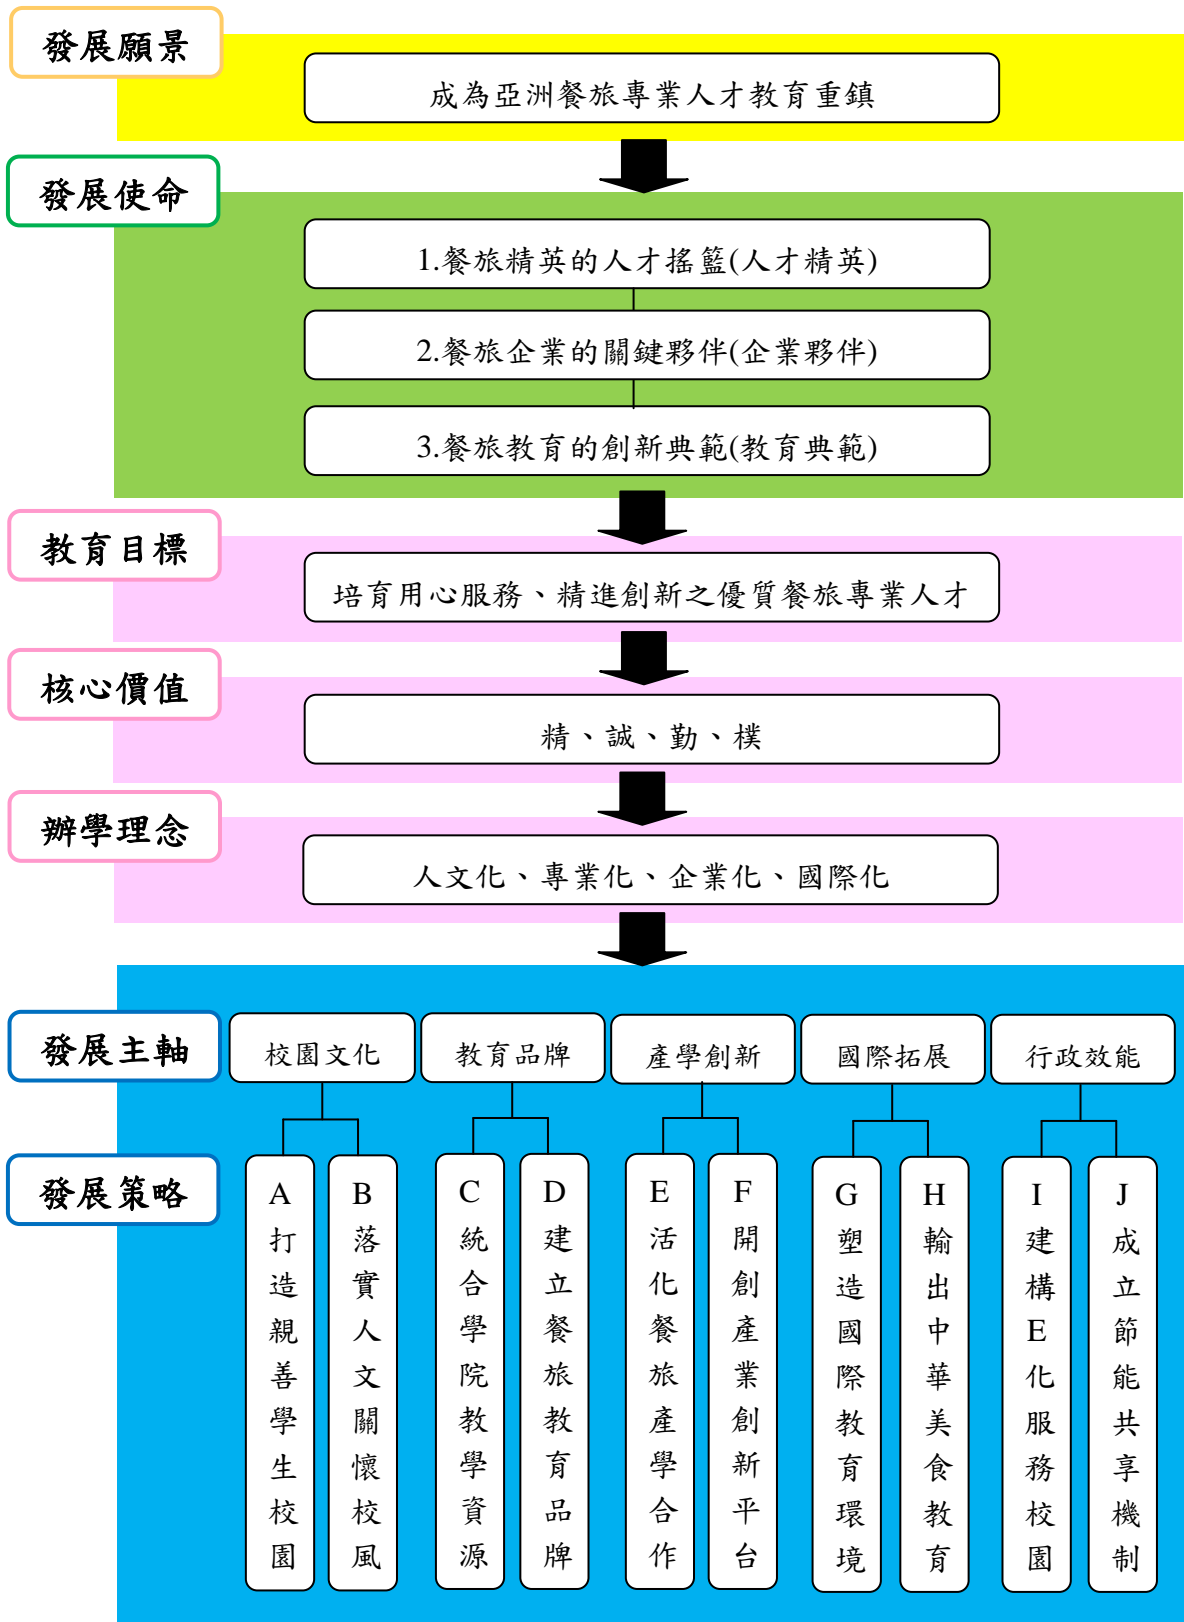 發展願景
成為亞洲餐旅專業人才教育重鎮
發展使命
1.餐旅精英的人才搖籃(人才精英)
2.餐旅企業的關鍵夥伴(企業夥伴)
3.餐旅教育的創新典範(教育典範)
教育目標
培育用心服務、精進創新之優質餐旅專業人才
核心價值
精、誠、勤、樸
辦學理念
人文化、專業化、企業化、國際化
發展主軸
校園文化
教育品牌
產學創新
國際拓展
行政效能
發展策略
A打造親善學生校園
B落實人文關懷校風
C統合學院教學資源
D建立餐旅教育品牌
E活化餐旅產學合作
F開創產業創新平台
G塑造國際教育環境
H輸出中華美食教育
I建構E化服務校園
J成立節能共享機制